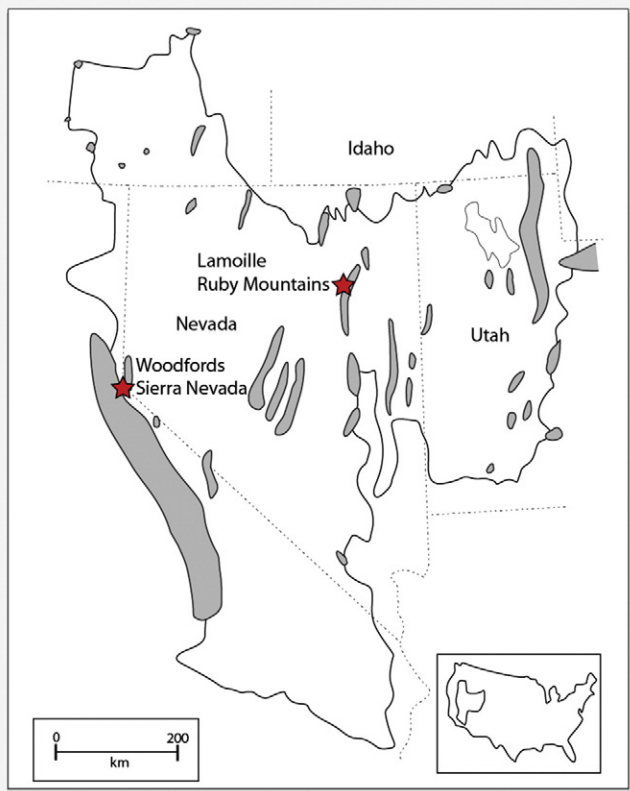 Idaho
Lamoille
Ruby Mountains
Nevada
Utah
Woodfords
Sierra Nevada
0 200
km